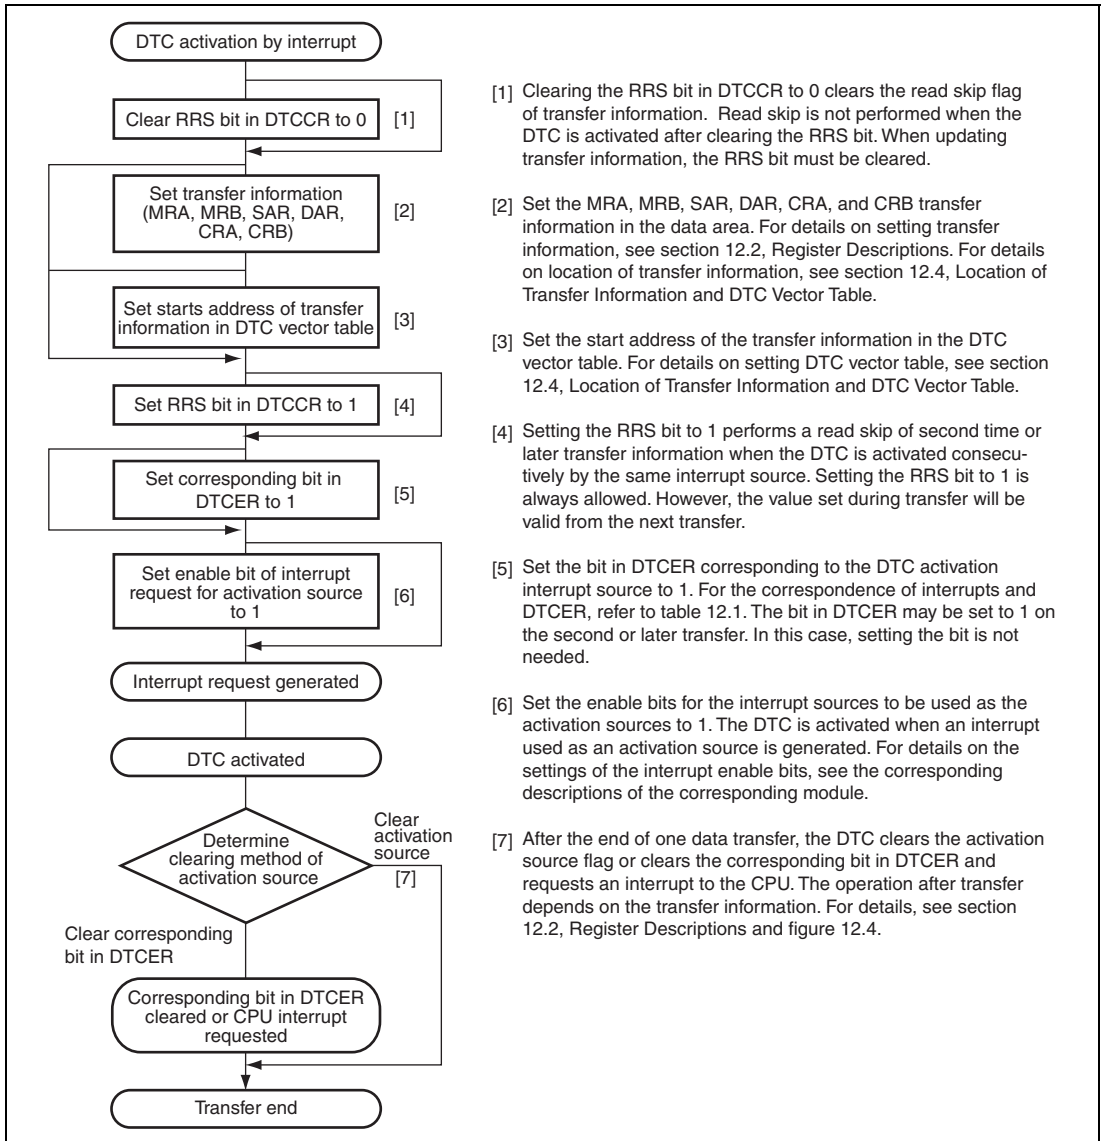 DTC activation by interrupt
Clear RRS bit in DTCCR to 0
[1]
Set transfer information
(MRA, MRB, SAR, DAR,
CRA, CRB)
[2]
Set starts address of transfer
information in DTC vector table
[3]
Set RRS bit in DTCCR to 1
[4]
Set corresponding bit in
DTCER to 1
[5]
Set enable bit of interrupt
request for activation source
to 1
[6]
Interrupt request generated
DTC activated
Determine
clearing method of
activation source
Clear
activation
source
[7]
Clear corresponding
bit in DTCER
Corresponding bit in DTCER
cleared or CPU interrupt
requested
Transfer end
[1] Clearing the RRS bit in DTCCR to 0 clears the read skip flag
of transfer information. Read skip is not performed when the
DTC is activated after clearing the RRS bit. When updating
transfer information, the RRS bit must be cleared.
[2] Set the MRA, MRB, SAR, DAR, CRA, and CRB transfer
information in the data area. For details on setting transfer
information, see section 12.2, Register Descriptions. For details
on location of transfer information, see section 12.4, Location of
Transfer Information and DTC Vector Table.
[3] Set the start address of the transfer information in the DTC
vector table. For details on setting DTC vector table, see section
12.4, Location of Transfer Information and DTC Vector Table.
[4] Setting the RRS bit to 1 performs a read skip of second time or
later transfer information when the DTC is activated consecu-
tively by the same interrupt source. Setting the RRS bit to 1 is
always allowed. However, the value set during transfer will be
valid from the next transfer.
[5] Set the bit in DTCER corresponding to the DTC activation
interrupt source to 1. For the correspondence of interrupts and
DTCER, refer to table 12.1. The bit in DTCER may be set to 1 on
the second or later transfer. In this case, setting the bit is not
needed.
[6] Set the enable bits for the interrupt sources to be used as the
activation sources to 1. The DTC is activated when an interrupt
used as an activation source is generated. For details on the
settings of the interrupt enable bits, see the corresponding
descriptions of the corresponding module.
[7] After the end of one data transfer, the DTC clears the activation
source flag or clears the corresponding bit in DTCER and
requests an interrupt to the CPU. The operation after transfer
depends on the transfer information. For details, see section
12.2, Register Descriptions and figure 12.4.